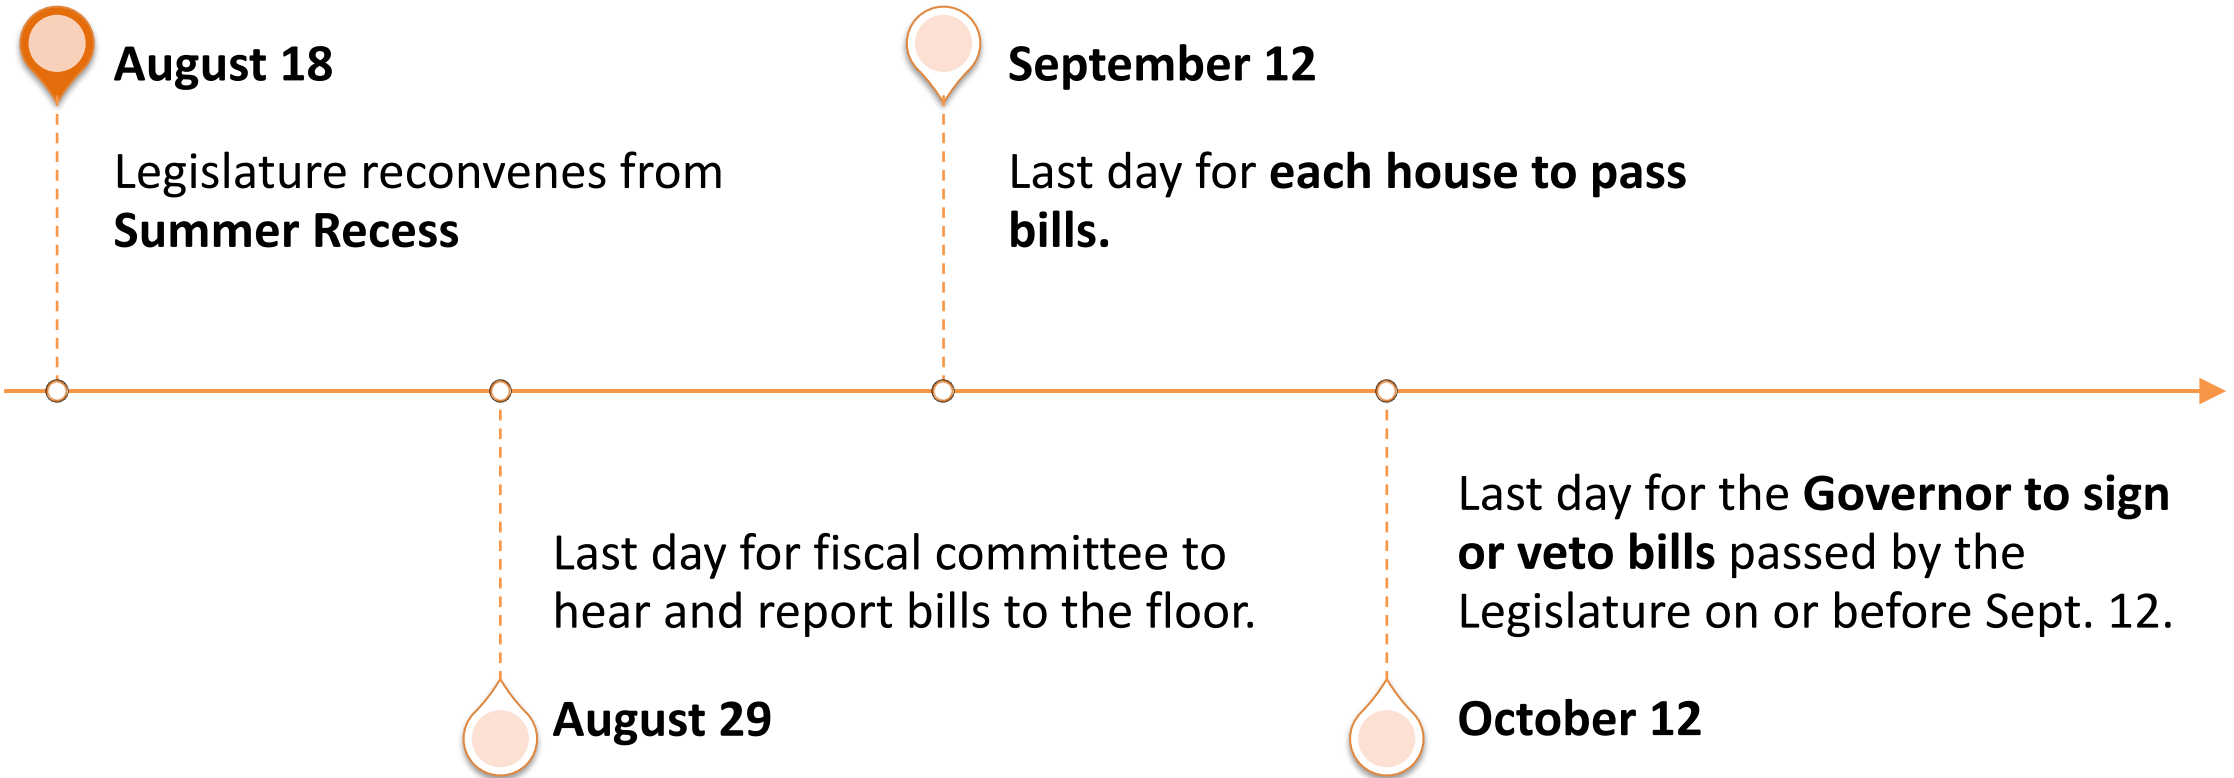 August 18
Legislature reconvenes from
Summer Recess
September 12
Last day for each house to pass
bills.
Last day for fiscal committee to
hear and report bills to the floor.
August 29
Last day for the Governor to sign
or veto bills passed by the
Legislature on or before Sept. 12.
October 12